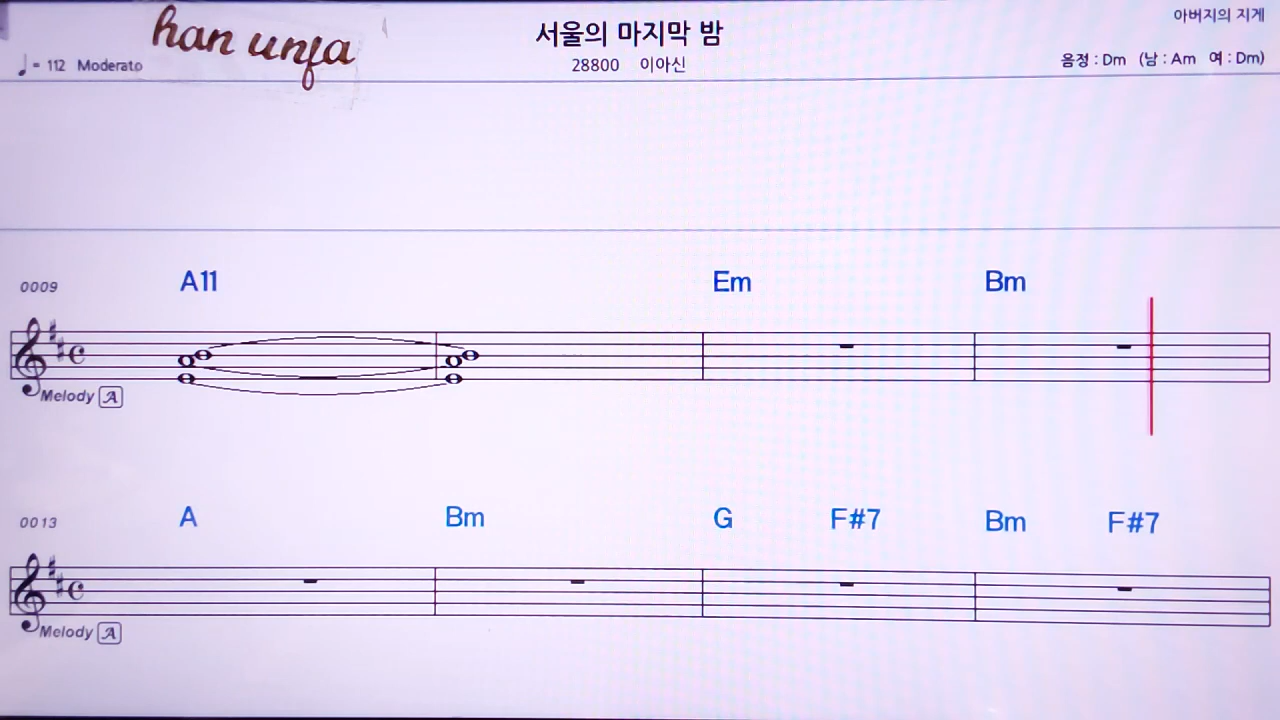 han unja
서울의 마지막 밤
아버지의 지게
♩= 112 Moderato
28800 이아신
음정 : Dm (남 : Am 여 : Dm)
A11 Em Bm
0009
Melody A
A Bm G F#7 Bm F#7
0013
Melody A